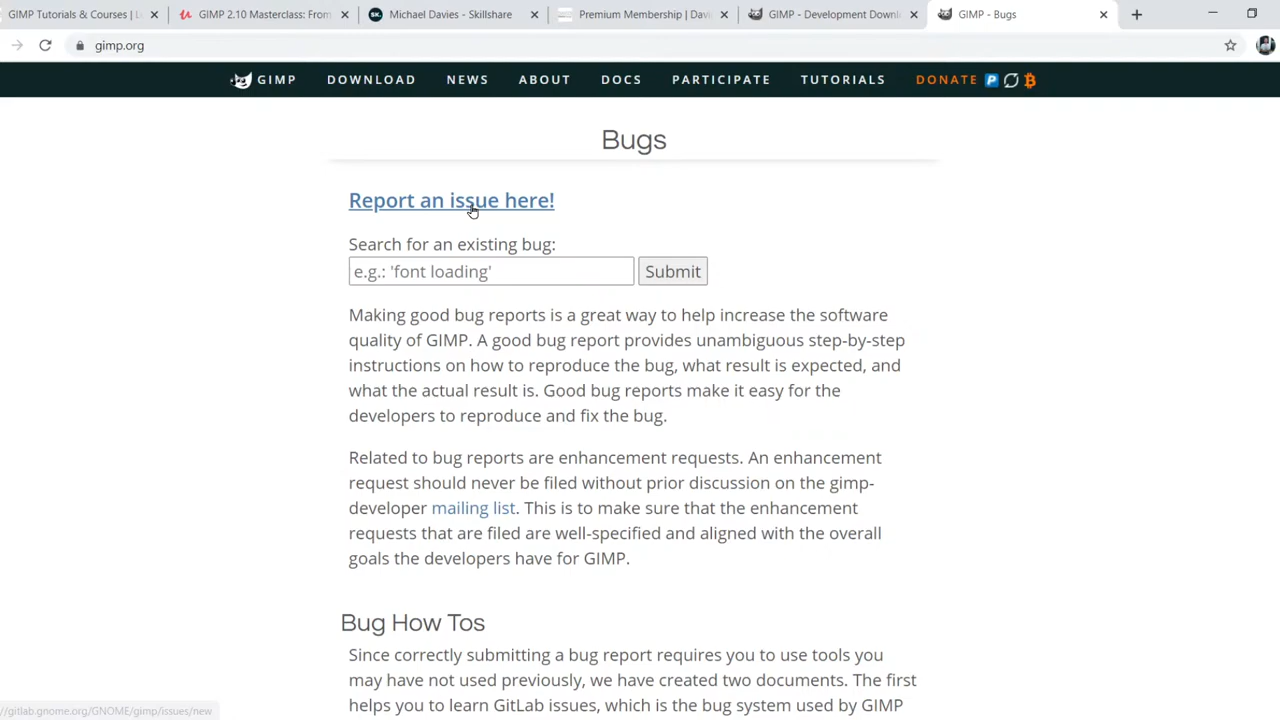 GIMP Tutorials & Courses | L
GIMP 2.10 Masterclass: From
Michael Davies - Skillshare
Premium Membership | Davi
GIMP - Development Downl
GIMP - Bugs
gimp.org
GIMP DOWNLOAD NEWS ABOUT DOCS PARTICIPATE TUTORIALS DONATE
Bugs
Report an issue here!
Search for an existing bug:
e.g.: 'font loading' Submit
Making good bug reports is a great way to help increase the software
quality of GIMP. A good bug report provides unambiguous step-by-step
instructions on how to reproduce the bug, what result is expected, and
what the actual result is. Good bug reports make it easy for the
developers to reproduce and fix the bug.
Related to bug reports are enhancement requests. An enhancement
request should never be filed without prior discussion on the gimp-
developer mailing list. This is to make sure that the enhancement
requests that are filed are well-specified and aligned with the overall
goals the developers have for GIMP.
Bug How Tos
Since correctly submitting a bug report requires you to use tools you
may have not used previously, we have created two documents. The first
helps you to learn GitLab issues, which is the bug system used by GIMP
//gitlab.gnome.org/GNOME/gimp/issues/new